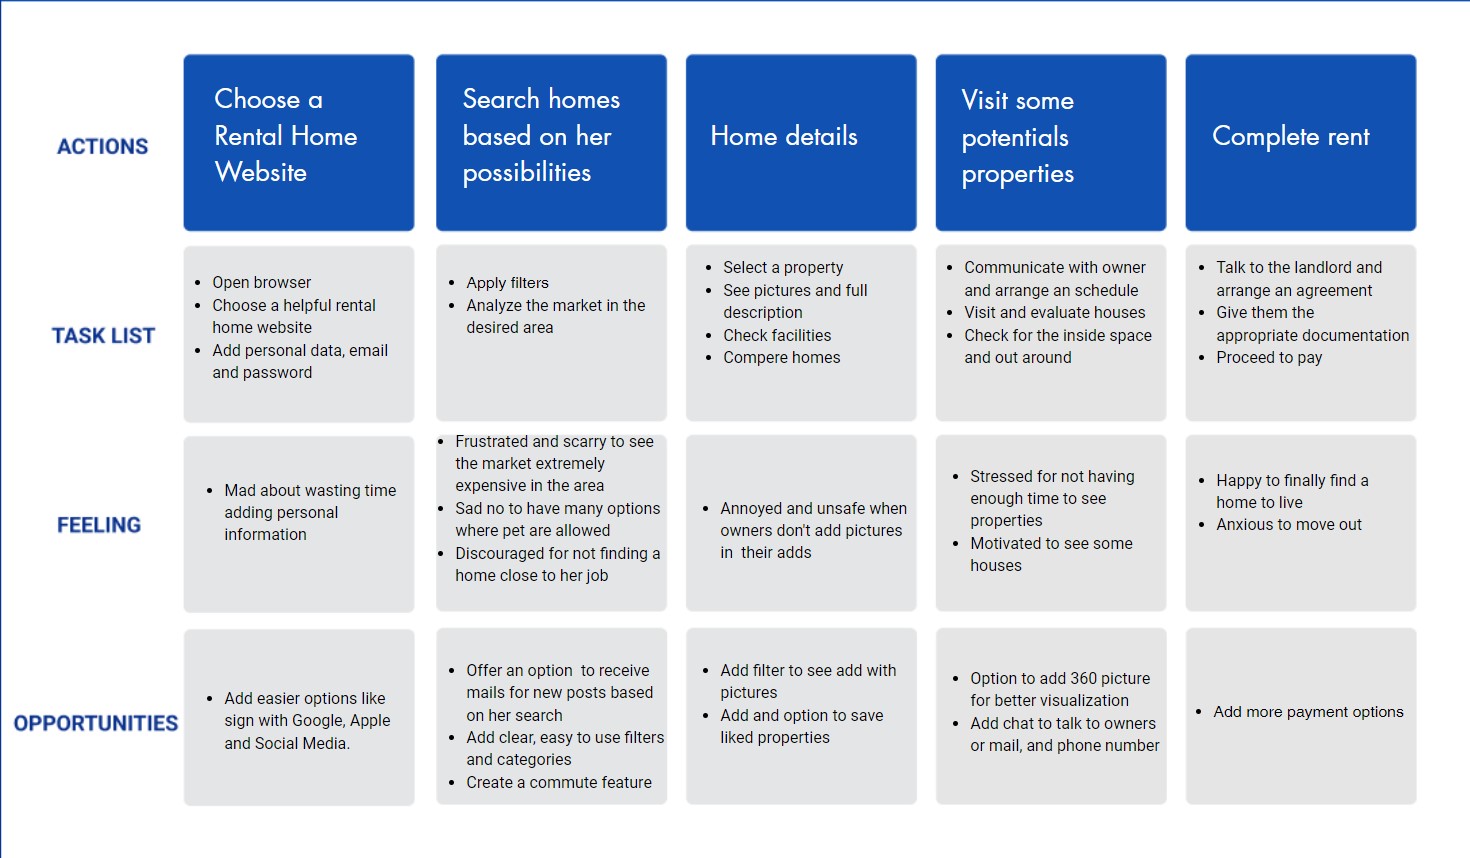 ACTIONS
Choose a
Rental Home
Website
Search homes
based on her
possibilities
Home details
Visit some
potentials
properties
Complete rent
TASK LIST
• Open browser
• Choose a helpful rental
home website
• Add personal data, email
and password
• Apply filters
• Analyze the market in the
desired area
• Select a property
• See pictures and full
description
• Check facilities
• Compere homes
• Communicate with owner
and arrange an schedule
• Visit and evaluate houses
• Check for the inside space
and out around
• Talk to the landlord and
arrange an agreement
• Give them the
appropriate documentation
• Proceed to pay
FEELING
• Mad about wasting time
adding personal
information
• Frustrated and scarry to see
the market extremely
expensive in the area
• Sad no to have many options
where pet are allowed
• Discouraged for not finding a
home close to her job
• Annoyed and unsafe when
owners don't add pictures
in their adds
• Stressed for not having
enough time to see
properties
• Motivated to see some
houses
• Happy to finally find a
home to live
• Anxious to move out
OPPORTUNITIES
• Add easier options like
sign with Google, Apple
and Social Media.
• Offer an option to receive
mails for new posts based
on her search
• Add clear, easy to use filters
and categories
• Create a commute feature
• Add filter to see add with
pictures
• Add and option to save
liked properties
• Option to add 360 picture
for better visualization
• Add chat to talk to owners
or mail, and phone number
• Add more payment options